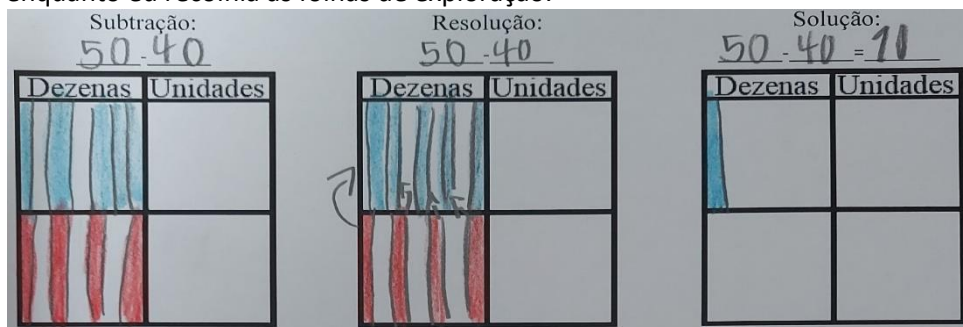 enquanto eu recolhia as folhas de exploração.
Subtração: Resolução: Solução:
50 - 40 50 - 40 50 - 40 = 10
Dezenas Unidades Dezenas Unidades Dezenas Unidades